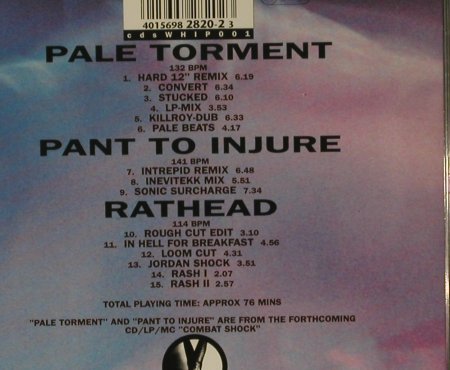 4015698 2820-2 3
cdsWHIP001
PALE TORMENT
132 BPM
1. HARD 12" REMIX 6.19
2. CONVERT 6.34
3. STUCKED 6.10
4. LP-MIX 3.53
5. KILLROY-DUB 6.33
6. PALE BEATS 4.17
PANT TO INJURE
141 BPM
7. INTREPID REMIX 6.48
8. INEVITEKK MIX 5.51
9. SONIC SURCHARGE 7.34
RATHEAD
114 BPM
10. ROUGH CUT EDIT 3.10
11. IN HELL FOR BREAKFAST 4.56
12. LOOM CUT 4.31
13. JORDAN SHOCK 3.51
14. RASH I 2.07
15. RASH II 2.57
TOTAL PLAYING TIME: APPROX 76 MINS
"PALE TORMENT" AND "PANT TO INJURE" ARE FROM THE FORTHCOMING
CD/LP/MC "COMBAT SHOCK"